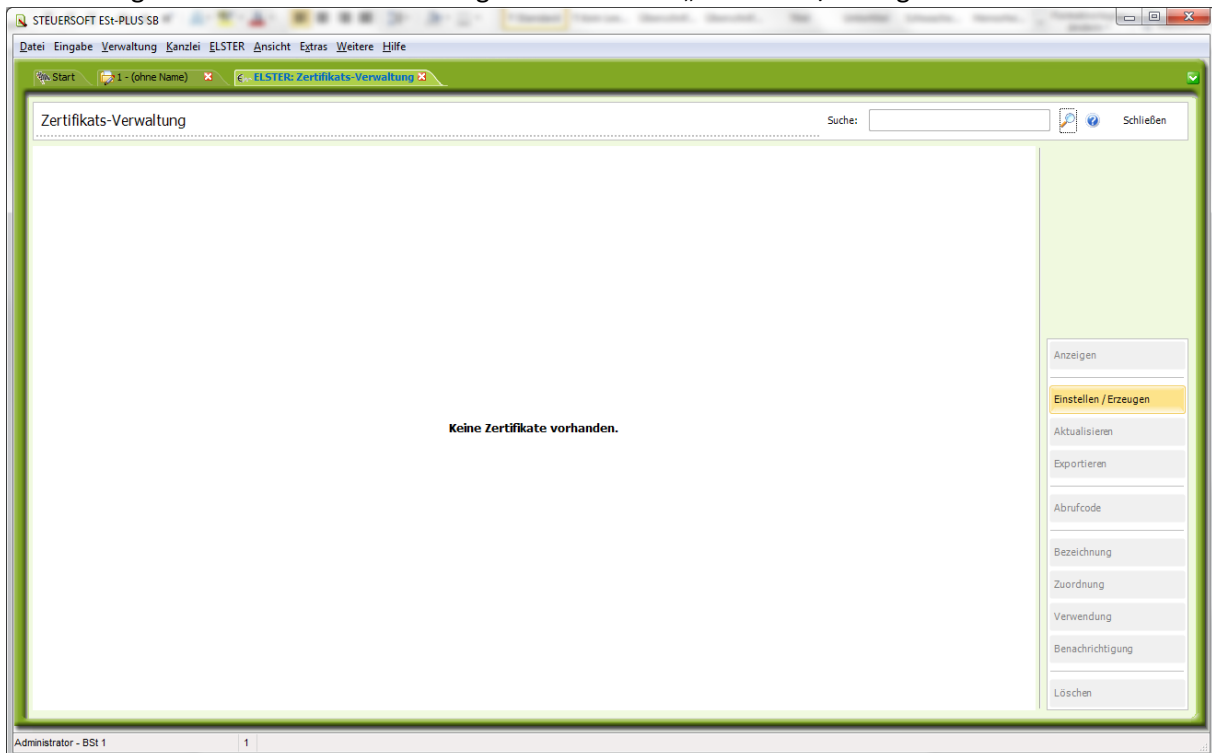 STEUERSOFT ESt-PLUS SB
Datei Eingabe Verwaltung Kanzlei ELSTER Ansicht Extras Weitere Hilfe
Start 1 - (ohne Name) ELSTER: Zertifikats-Verwaltung
Zertifikats-Verwaltung Suche: Schließen
Anzeigen
Einstellen / Erzeugen
Keine Zertifikate vorhanden.
Aktualisieren
Exportieren
Abrufcode
Bezeichnung
Zuordnung
Verwendung
Benachrichtigung
Löschen
Administrator - BSt 1 1